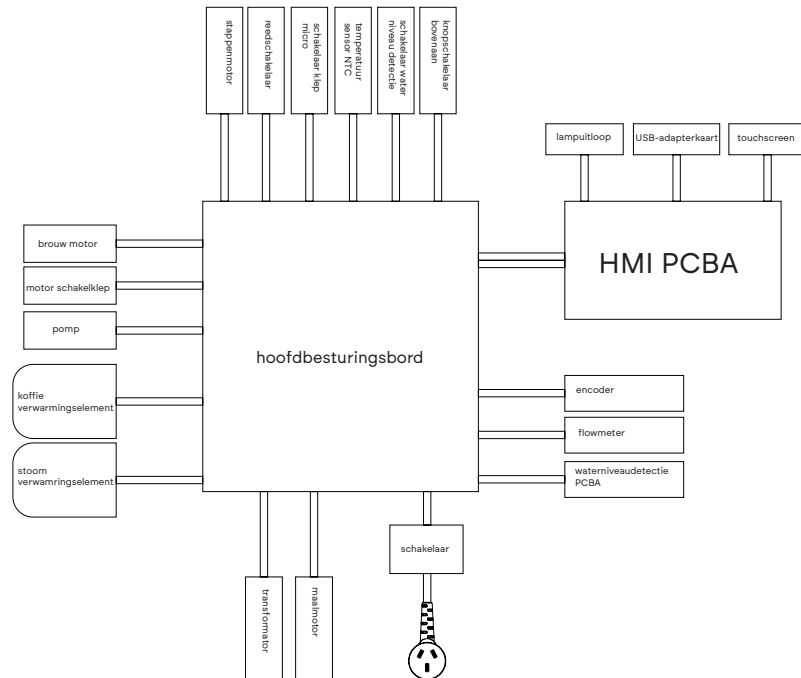 stappenmotor
reedschakelaar
schakelaar klep
micro
temperatuur
sensor NTC
schakelaar water
niveau detectie
knopschakelaar
bovenaan
lampuitloop
USB-adapterkaart
touchscreen
HMI PCBA
brouw motor
motor schakelklep
pomp
koffie
verwarmingselement
stoom
verwamringselement
hoofdbesturingsbord
encoder
flowmeter
waterniveaudetectie
PCBA
schakelaar
transformator
maalmotor